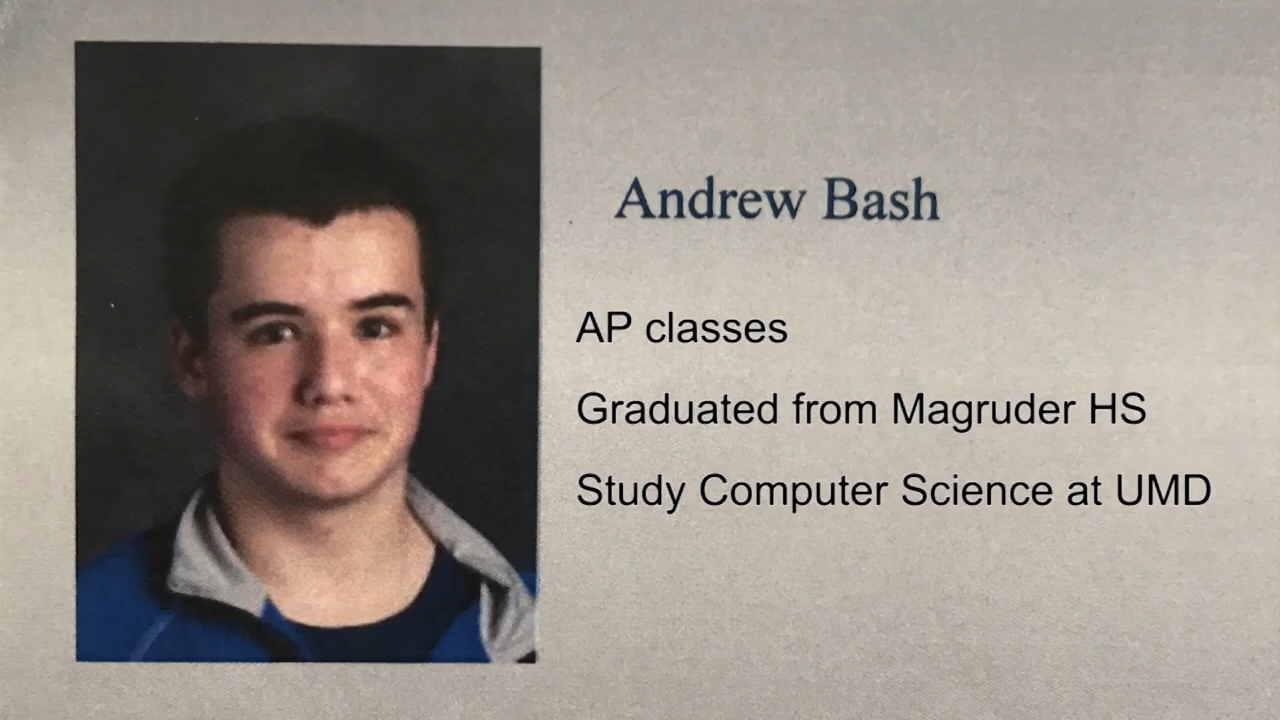 Andrew Bash
AP classes
Graduated from Magruder HS
Study Computer Science at UMD